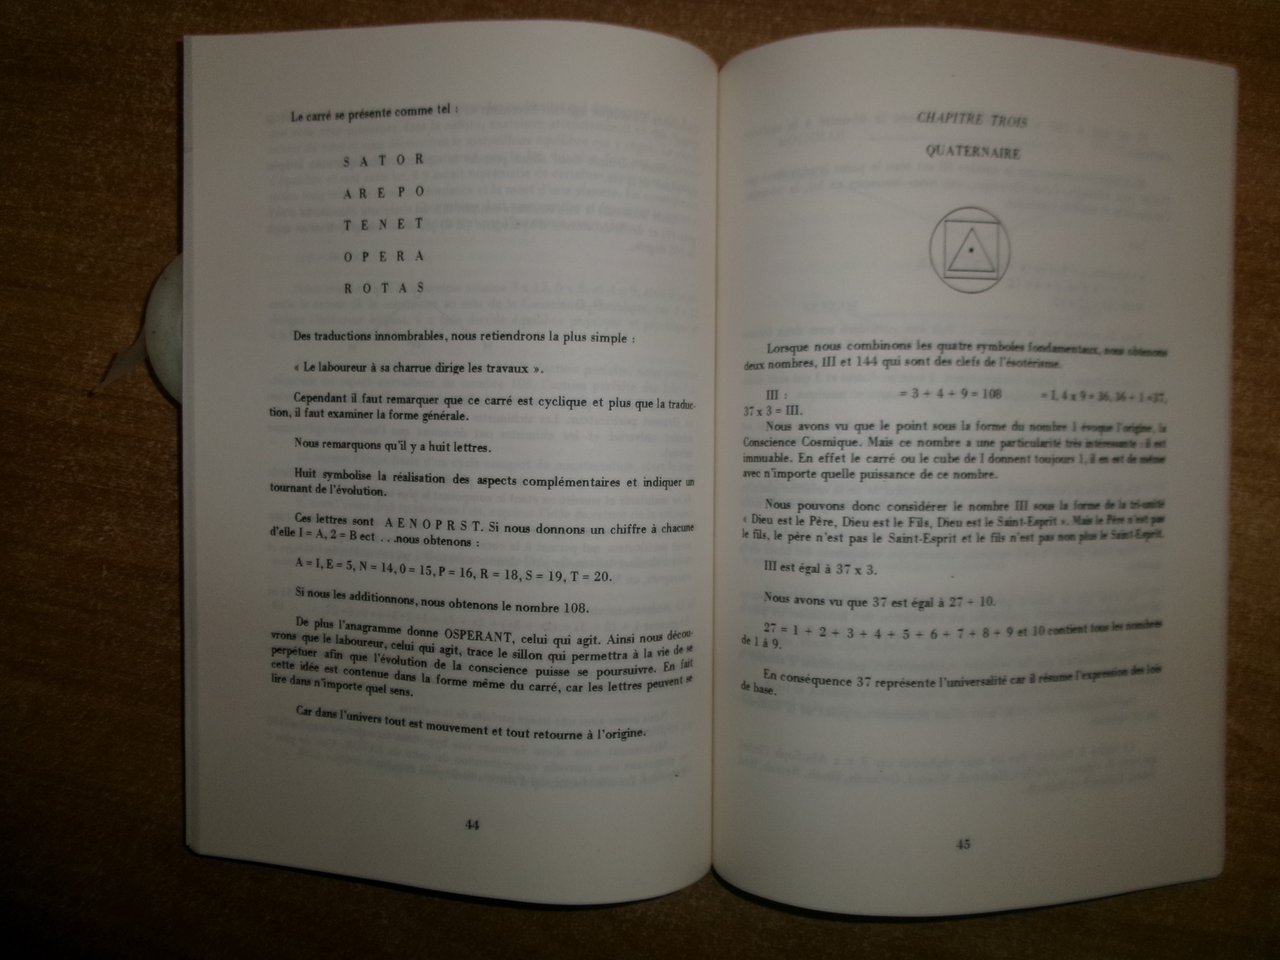 Le carré se présente comme tel :
S A T O R
A R E P O
T E N E T
O P E R A
R O T A S
Des traductions innombrables, nous retiendrons la plus simple :
« Le laboureur à sa charrue dirige les travaux ».
Cependant il faut remarquer que ce carré est cyclique et plus que la traduc-
tion, il faut examiner la forme générale.
Nous remarquons qu'il y a huit lettres.
Huit symbolise la réalisation des aspects complémentaires et indiquer un
tournant de l'évolution.
Ces lettres sont A E N O P R S T. Si nous donnons un chiffre à chacune
d'elle I = A, 2 = B ect . . .nous obtenons :
A = I, E = 5, N = 14, 0 = 15, P = 16, R = 18, S = 19, T = 20.
Si nous les additionnons, nous obtenons le nombre 108.
De plus l'anagramme donne OSPERANT, celui qui agit. Ainsi nous décou-
vrons que le laboureur, celui qui agit, trace le sillon qui permettra à la vie de se
perpétuer afin que l'évolution de la conscience puisse se poursuivre. En fait
cette idée est contenue dans la forme même du carré, car les lettres peuvent se
lire dans n'importe quel sens.
Car dans l'univers tout est mouvement et tout retourne à l'origine.
44
CHAPITRE TROIS
QUATERNAIRE
Lorsque nous combinons les quatre symboles fondamentaux, nous obtenons
deux nombres, III et 144 qui sont des clefs de l'ésotérisme.
III : = 3 + 4 + 9 = 108 = 1, 4 x 9 = 36, 36 + 1 =37,
37 x 3 = III.
Nous avons vu que le point sous la forme du nombre 1 évoque l'origine, la
Conscience Cosmique. Mais ce nombre a une particularité très intéressante : il est
immuable. En effet le carré ou le cube de I donnent toujours 1, il en est de même
avec n'importe quelle puissance de ce nombre.
Nous pouvons donc considérer le nombre III sous la forme de la tri-unité
« Dieu est le Père, Dieu est le Fils, Dieu est le Saint-Esprit ». Mais le Père n'est pas
le fils, le père n'est pas le Saint-Esprit et le fils n'est pas non plus le Saint-Esprit.
III est égal à 37 x 3.
Nous avons vu que 37 est égal à 27 + 10.
27 = 1 + 2 + 3 + 4 + 5 + 6 + 7 + 8 + 9 et 10 contient tous les nombres
de 1 à 9.
En conséquence 37 représente l'universalité car il résume l'expression des lois
de base.
45